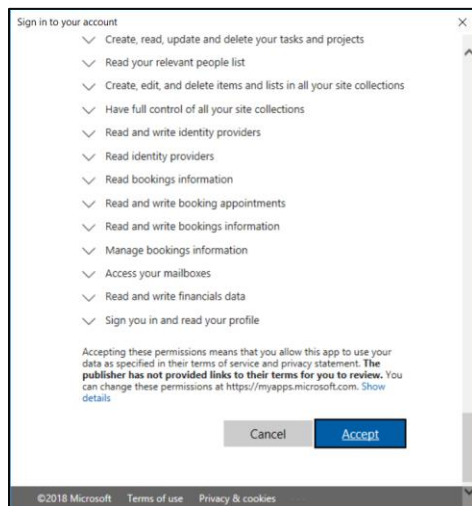 Sign in to your account
Create, read, update and delete your tasks and projects
Read your relevant people list
Create, edit, and delete items and lists in all your site collections
Have full control of all your site collections
Read and write identity providers
Read identity providers
Read bookings information
Read and write booking appointments
Read and write bookings information
Manage bookings information
Access your mailboxes
Read and write financials data
Sign you in and read your profile
Accepting these permissions means that you allow this app to use your
data as specified in their terms of service and privacy statement. The
publisher has not provided links to their terms for you to review. You
can change these permissions at https://myapps.microsoft.com. Show
details
Cancel Accept
©2018 Microsoft Terms of use Privacy & cookies